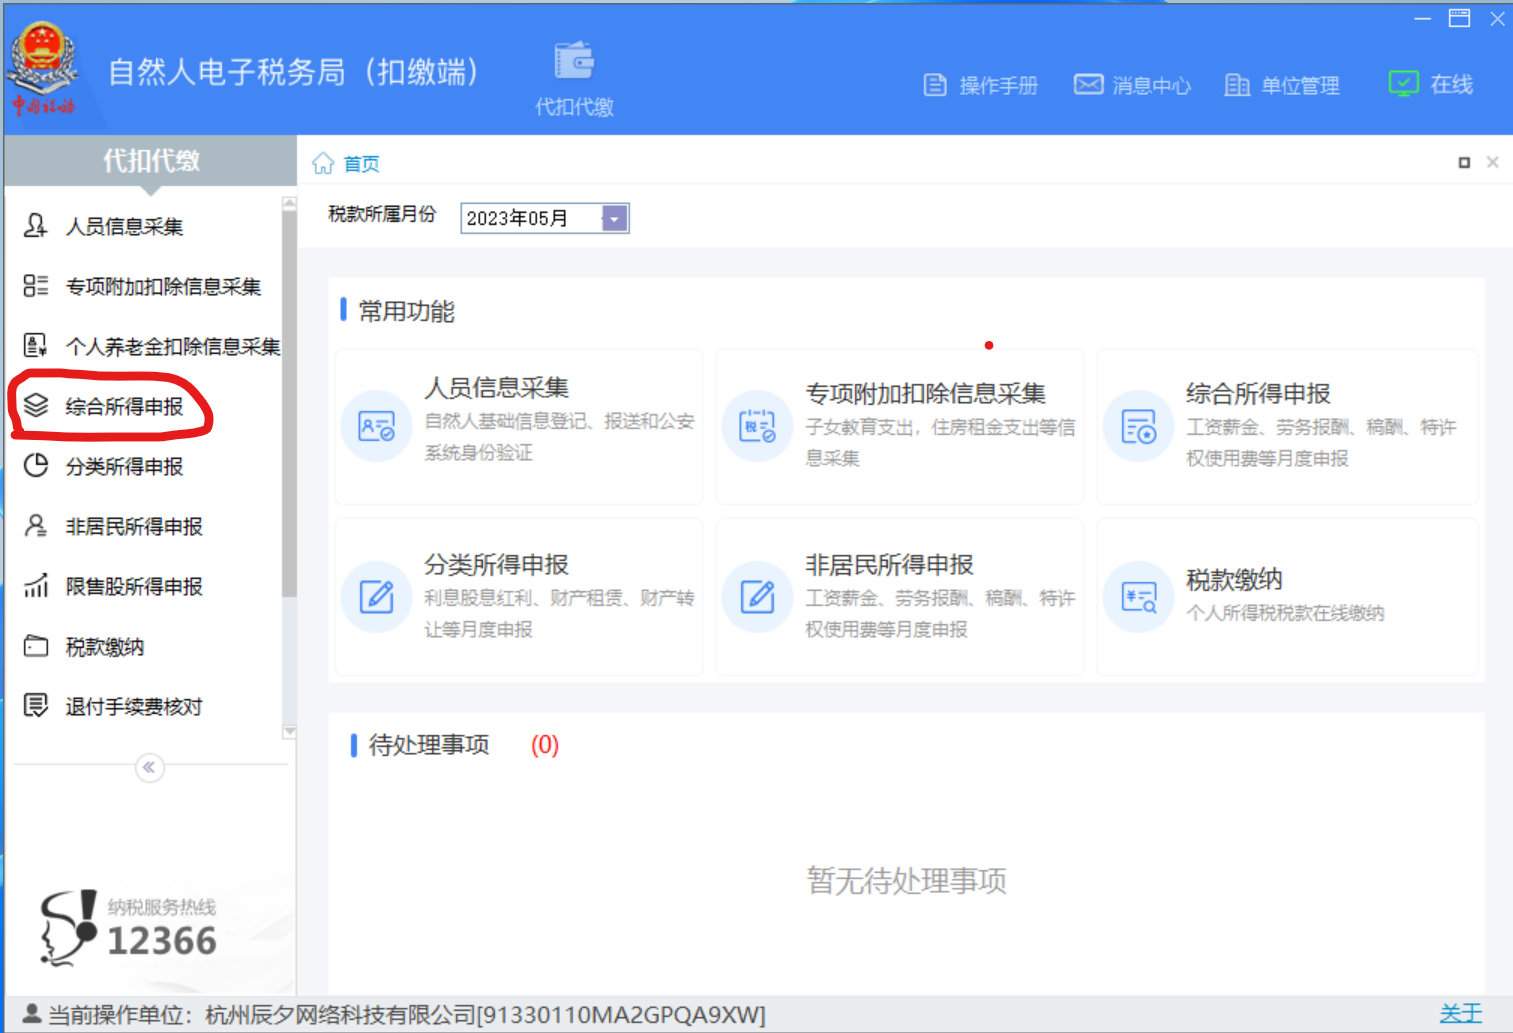 自然人电子税务局（扣缴端）
代扣代缴
操作手册
消息中心
单位管理
在线
代扣代缴
首页
税款所属月份
2023年05月
人员信息采集
专项附加扣除信息采集
个人养老金扣除信息采集
综合所得申报
分类所得申报
非居民所得申报
限售股所得申报
税款缴纳
退付手续费核对
常用功能
人员信息采集
自然人基础信息登记、报送和公安
系统身份验证
专项附加扣除信息采集
子女教育支出，住房租金支出等信
息采集
综合所得申报
工资薪金、劳务报酬、稿酬、特许
权使用费等月度申报
分类所得申报
利息股息红利、财产租赁、财产转
让等月度申报
非居民所得申报
工资薪金、劳务报酬、稿酬、特许
权使用费等月度申报
税款缴纳
个人所得税税款在线缴纳
待处理事项 (0)
暂无待处理事项
纳税服务热线
12366
当前操作单位：杭州辰夕网络科技有限公司[91330110MA2GPQA9XW]
关于